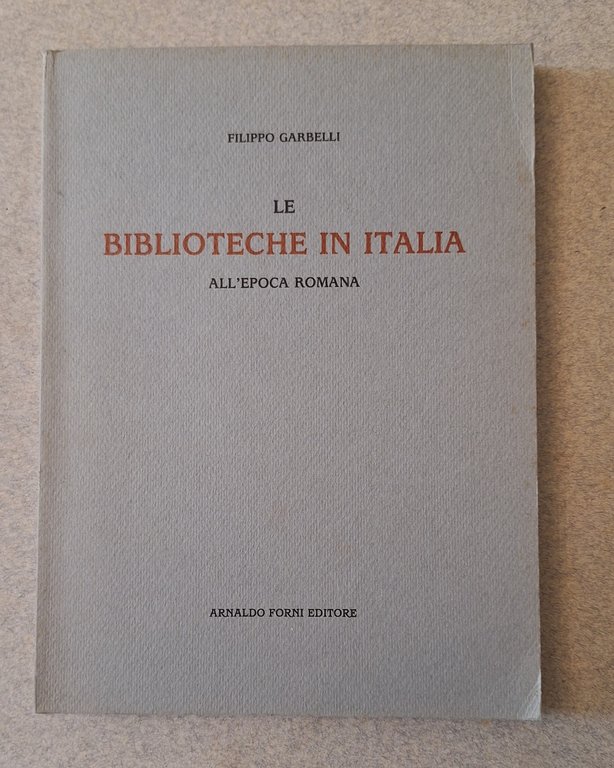 FILIPPO GARBELLI
LE
BIBLIOTECHE IN ITALIA
ALL'EPOCA ROMANA
ARNALDO FORNI EDITORE